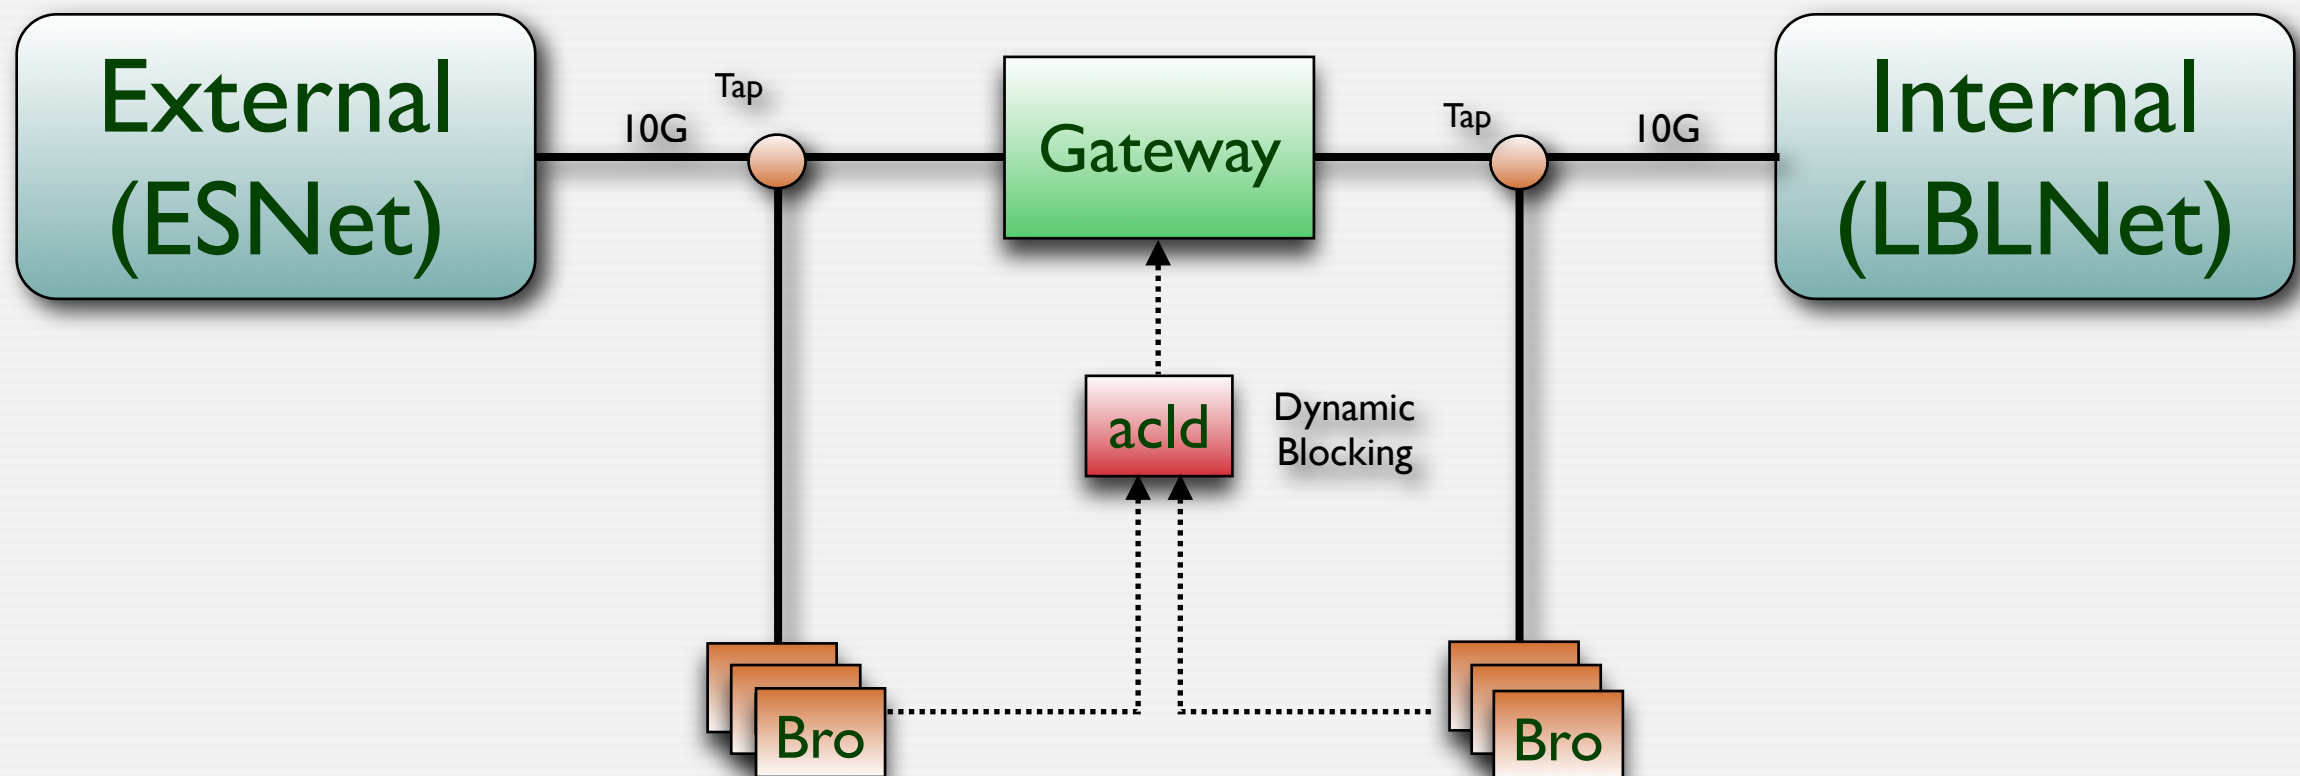 External
(ESNet)
10G
Tap
Gateway
Tap
10G
Internal
(LBLNet)
acld
Dynamic
Blocking
Bro
Bro